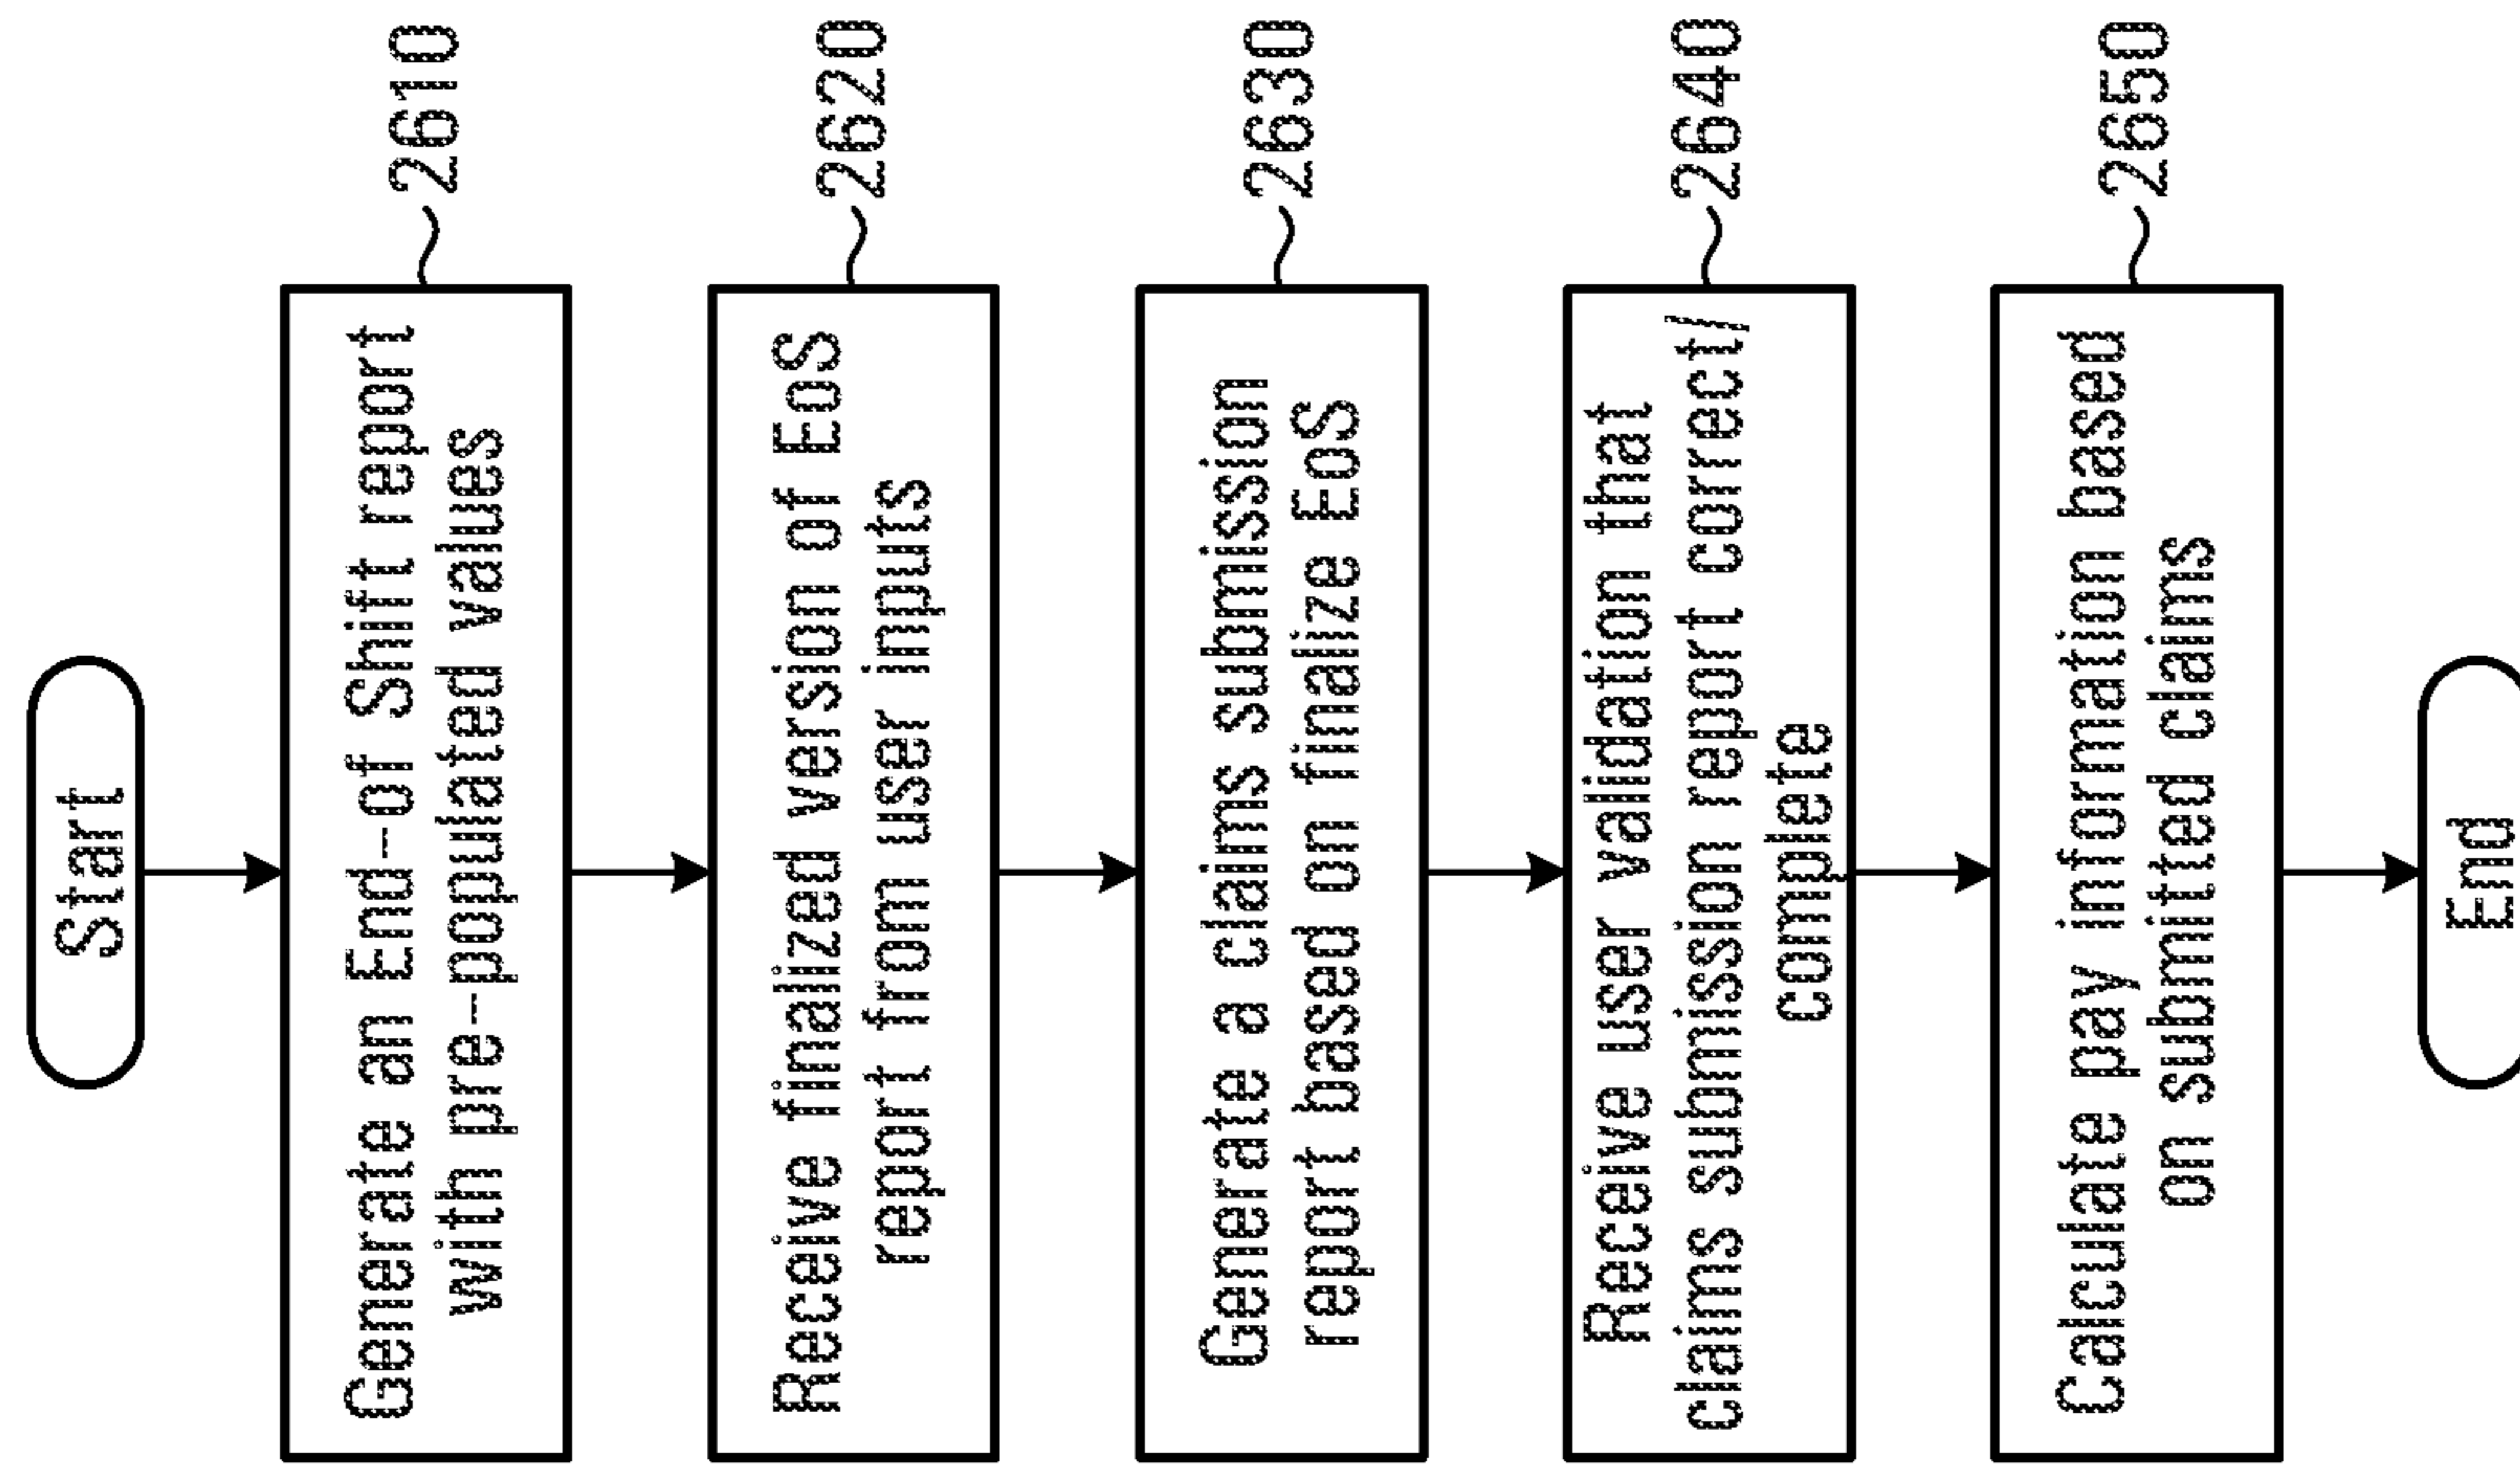 Start
Generate an End-of Shift report
with pre-populated values
2610
Receive finalized version of EoS
report from user inputs
2620
Generate a claims submission
report based on finalize EoS
2630
Receive user validation that
claims submission report correct/
complete
2640
Calculate pay information based
on submitted claims
2650
End